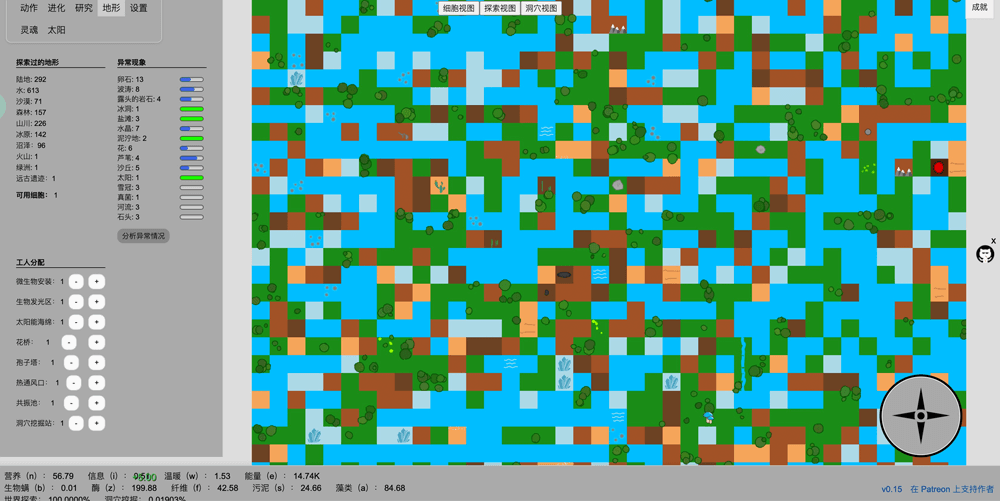 动作 进化 研究 地形 设置
灵魂 太阳
细胞视图 探索视图 洞穴视图
成就
探索过的地形
陆地: 292
水: 613
沙漠: 71
森林: 157
山川: 226
冰原: 142
沼泽: 96
火山: 1
绿洲: 1
远古遗迹: 1
可用细胞: 1
异常现象
卵石: 13
波涛: 8
露头的岩石: 4
冰洞: 1
盐滩: 3
水晶: 7
泥泞地: 2
花: 6
芦苇: 4
沙丘: 5
太阳: 1
雪冠: 3
真菌: 1
河流: 3
石头: 3
分析异常情况
工人分配
微生物安装: 1 - +
生物发光区: 1 - +
太阳能海绵: 1 - +
花桥: 1 - +
孢子塔: 1 - +
热通风口: 1 - +
共振池: 1 - +
洞穴挖掘站: 1 - +
X
营养（n）: 56.79 信息（i）: 温暖（w）: 1.53 能量（e）: 14.74K
生物螨（b）: 0.01 酶（z）: 199.88 纤维（f）: 42.58 污泥（s）: 24.66 藻类（a）: 84.68
世界探索: 100.0000% 洞穴挖掘: 0.01903%
v0.15 在 Patreon 上支持作者